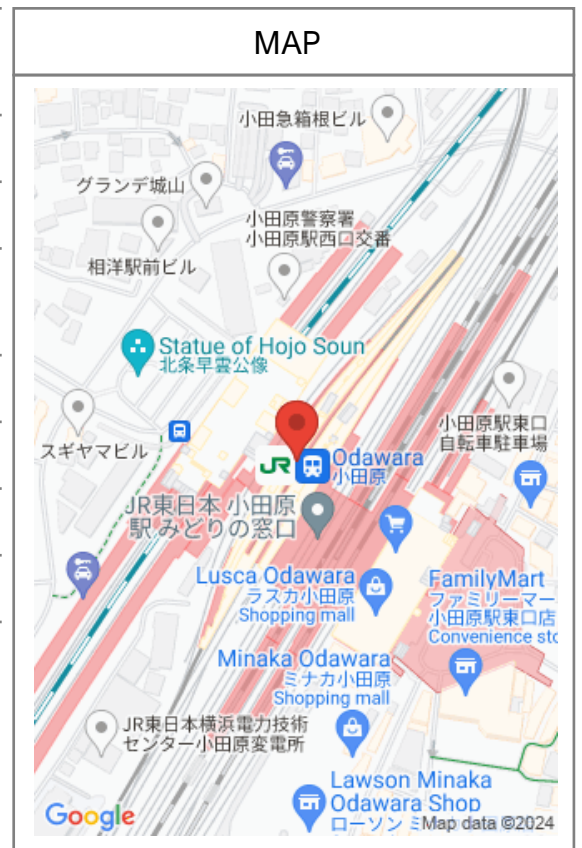 MAP
小田急箱根ビル
グランデ城山
小田原警察署
小田原駅西口交番
相洋駅前ビル
Statue of Hojo Soun
北条早雲公像
小田原駅東口
自転車駐車場
スギヤマビル
JR
Odawara
小田原
JR東日本 小田原
駅 みどりの窓口
Lusca Odawara
ラスカ小田原
Shopping mall
FamilyMart
ファミリーマー
小田原駅東口店
Convenience sto
Minaka Odawara
ミナカ小田原
Shopping mall
JR東日本横浜電力技術
センター小田原変電所
Lawson Minaka
Odawara Shop
ローソン ミ
Google
Map data ©2024